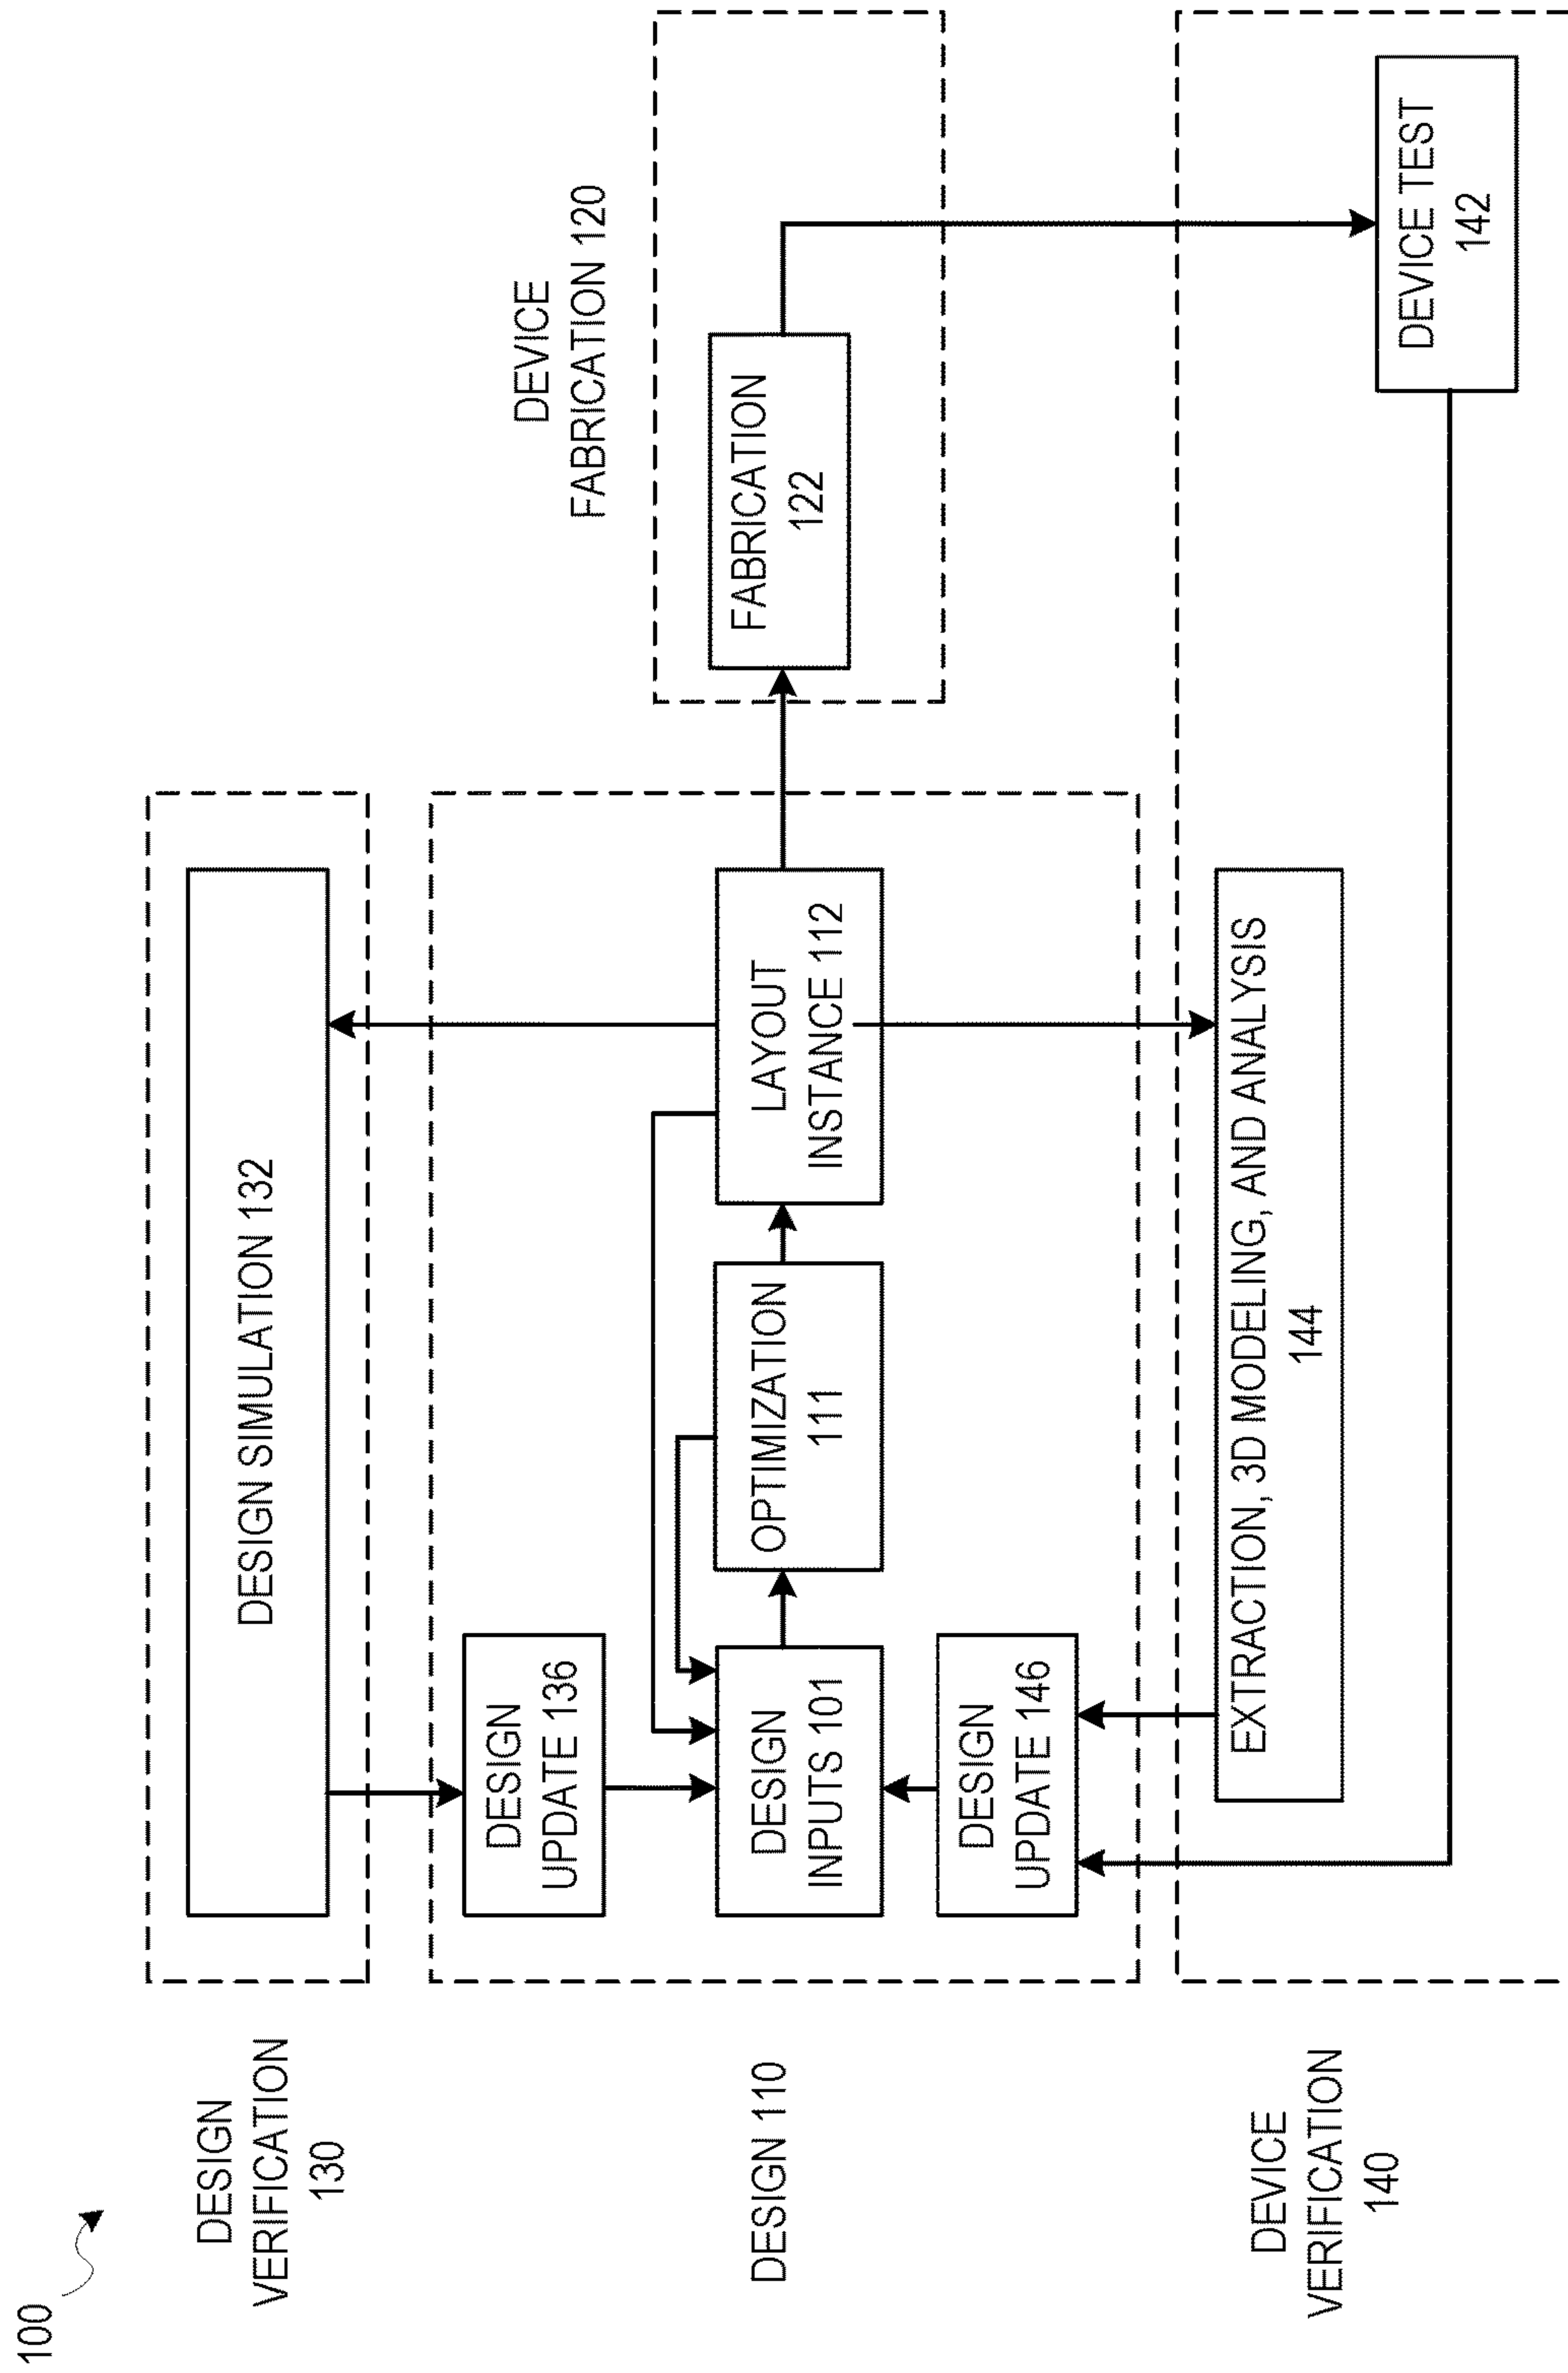 100
DESIGN
VERIFICATION
130
DESIGN SIMULATION 132
DESIGN 110
DESIGN
UPDATE 136
DESIGN
INPUTS 101
OPTIMIZATION
111
LAYOUT
INSTANCE 112
DESIGN
UPDATE 146
DEVICE
FABRICATION 120
FABRICATION
122
DEVICE
VERIFICATION
140
EXTRACTION, 3D MODELING, AND ANALYSIS
144
DEVICE TEST
142